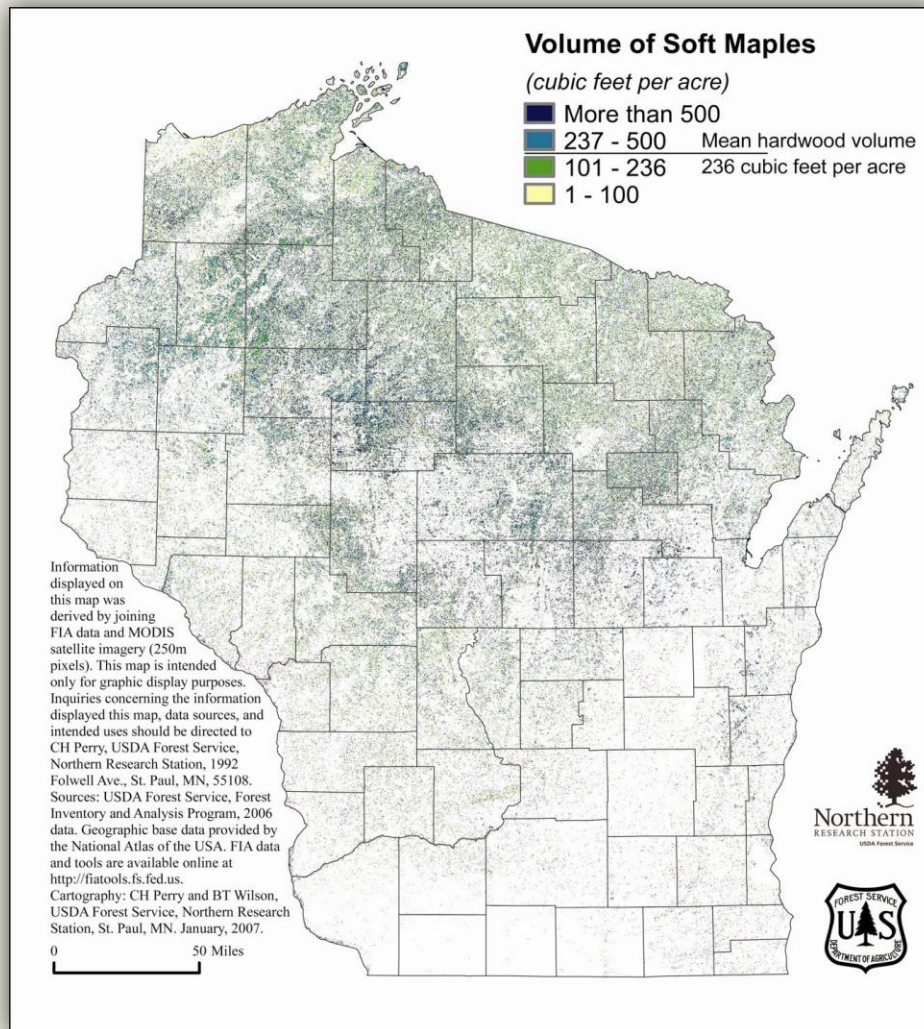 Volume of Soft Maples
(cubic feet per acre)
More than 500
237 - 500 Mean hardwood volume
101 - 236 236 cubic feet per acre
1 - 100
Information
displayed on
this map was
derived by joining
FIA data and MODIS
satellite imagery (250m
pixels). This map is intended
only for graphic display purposes.
Inquiries concerning the information
displayed this map, data sources, and
intended uses should be directed to
CH Perry, USDA Forest Service,
Northern Research Station, 1992
Folwell Ave., St. Paul, MN, 55108.
Sources: USDA Forest Service, Forest
Inventory and Analysis Program, 2006
data. Geographic base data provided by
the National Atlas of the USA. FIA data
and tools are available online at
http://fiatools.fs.fed.us.
Cartography: CH Perry and BT Wilson,
USDA Forest Service, Northern Research
Station, St. Paul, MN. January, 2007.
0 50 Miles
Northern
RESEARCH STATION
USDA Forest Service
FOREST SERVICE
U S
DEPARTMENT OF AGRICULTURE